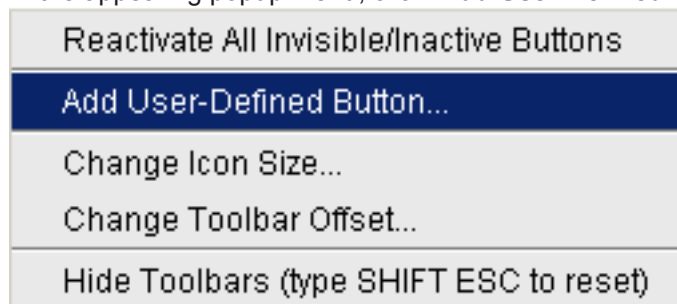 Reactivate All Invisible/Inactive Buttons
Add User-Defined Button...
Change Icon Size...
Change Toolbar Offset...
Hide Toolbars (type SHIFT ESC to reset)